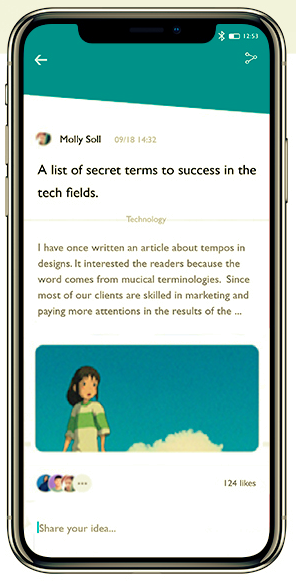 12:53
Molly Soll 09/18 14:32
A list of secret terms to success in the
tech fields.
Technology
I have once written an article about tempos in
designs. It interested the readers because the
word comes from mucical terminologies. Since
most of our clients are skilled in marketing and
paying more attentions in the results of the ...
124 likes
Share your idea...